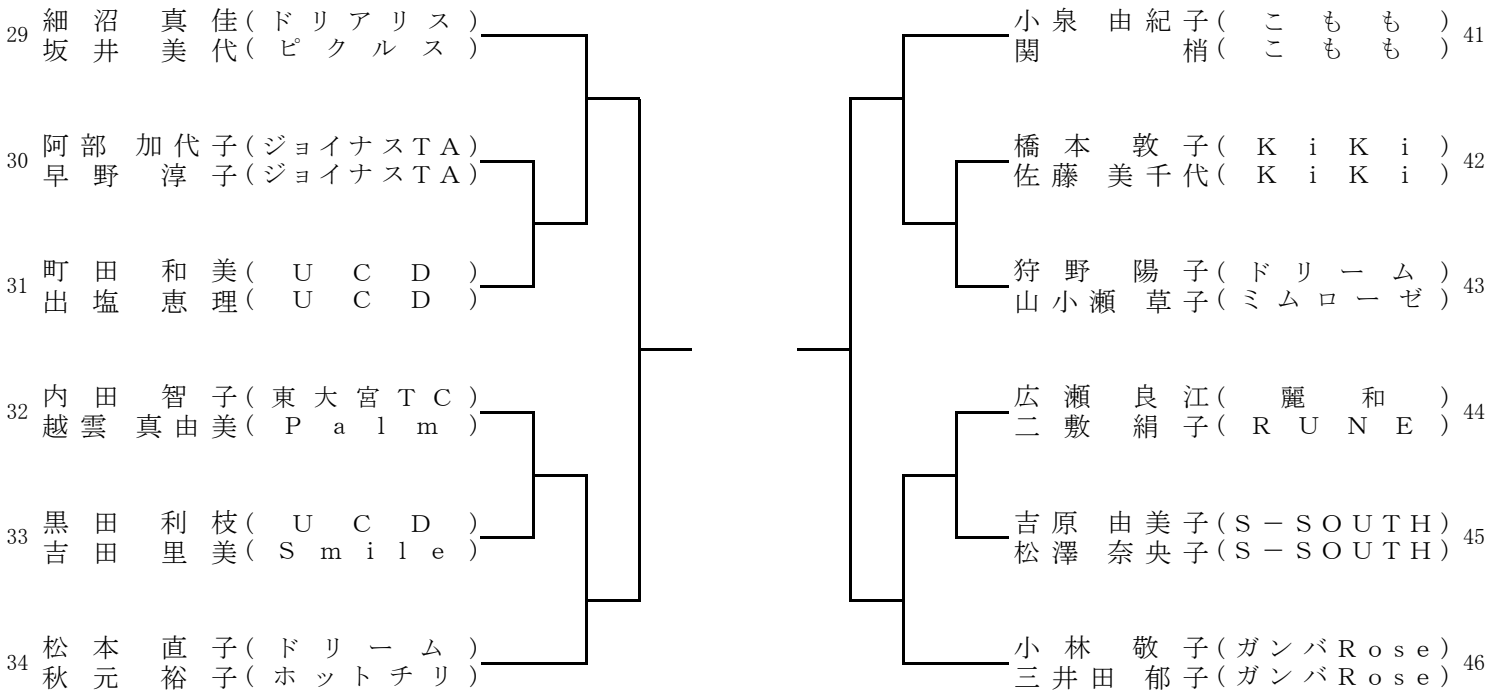 29 細沼 真佳(ドリアリス)
坂井 美代(ピクルス)
30 阿部 加代子(ジョイナスTA)
早野 淳子(ジョイナスTA)
31 町田 和美(UCD)
出塩 恵理(UCD)
32 内田 智子(東大宮TC)
越雲 真由美(Palm)
33 黒田 利枝(UCD)
吉田 里美(Smile)
34 松本 直子(ドリーム)
秋元 裕子(ホットチリ)
小泉 由紀子(こもも) 41
関 梢(こもも)
橋本 敦子(KiKi) 42
佐藤 美千代(KiKi)
狩野 陽子(ドリーム) 43
山小瀬 草子(ミムローゼ)
広瀬 良江(麗和) 44
二敷 絹子(RUNE)
吉原 由美子(S－SOUTH) 45
松澤 奈央子(S－SOUTH)
小林 敬子(ガンバRose) 46
三井田 郁子(ガンバRose)